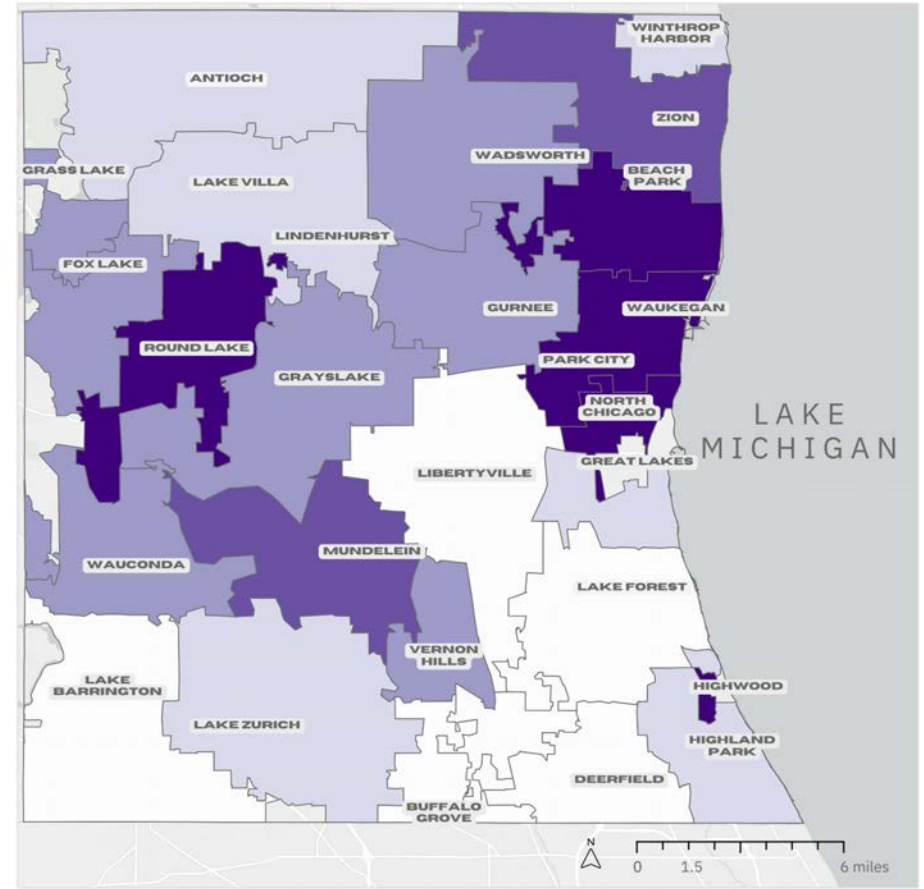 WINTHROP
HARBOR
ANTIOCH
ZION
WADSWORTH
GRASS LAKE
BEACH
PARK
LAKE VILLA
LINDENHURST
FOX LAKE
GURNEE
WAUKEGAN
ROUND LAKE
PARK CITY
GRAYSLAKE
NORTH
CHICAGO
LAKE
MICHIGAN
GREAT LAKES
LIBERTYVILLE
MUNDELEIN
WAUCONDA
LAKE FOREST
VERNON
HILLS
LAKE
BARRINGTON
HIGHWOOD
LAKE ZURICH
HIGHLAND
PARK
DEERFIELD
BUFFALO
GROVE
N
0 1.5 6 miles